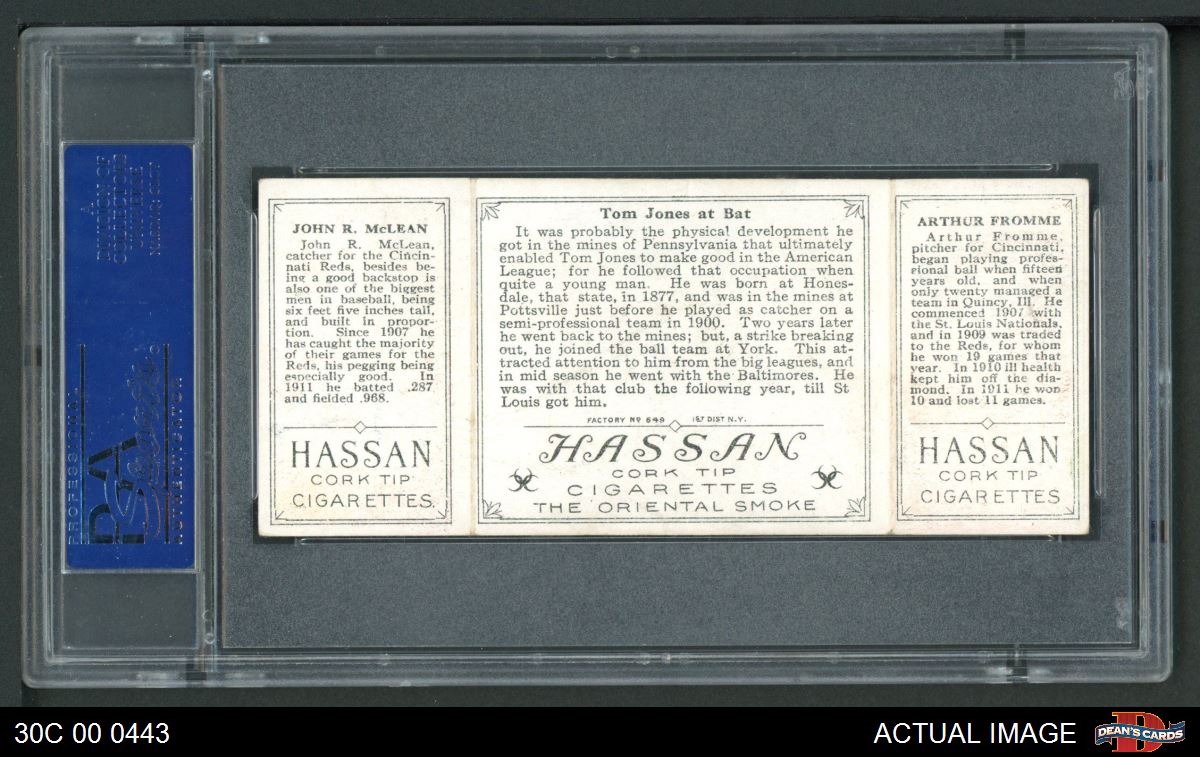 JOHN R. McLEAN
John R. McLean,
catcher for the Cincin-
nati Reds, besides be-
ing a good backstop is
also one of the biggest
men in baseball, being
six feet five inches tall,
and built in propor-
tion. Since 1907 he
has caught the majority
of their games for the
Reds, his pegging being
especially good. In
1911 he batted .287
and fielded .968.
HASSAN
CORK TIP
CIGARETTES.
Tom Jones at Bat
It was probably the physical development he
got in the mines of Pennsylvania that ultimately
enabled Tom Jones to make good in the American
League; for he followed that occupation when
quite a young man. He was born at Hones-
dale, that state, in 1877, and was in the mines at
Pottsville just before he played as catcher on a
semi-professional team in 1900. Two years later
he went back to the mines; but, a strike breaking
out, he joined the ball team at York. This at-
tracted attention to him from the big leagues, and
in mid season he went with the Baltimores. He
was with that club the following year, till St
Louis got him.
FACTORY Nº 649 1ST DIST N.Y.
HASSAN
CORK TIP
CIGARETTES
THE ORIENTAL SMOKE
ARTHUR FROMME
Arthur Fromme,
pitcher for Cincinnati,
began playing profes-
sional ball when fifteen
years old, and when
only twenty managed a
team in Quincy, Ill. He
commenced 1907 with
the St. Louis Nationals,
and in 1909 was traded
to the Reds, for whom
he won 19 games that
year. In 1910 ill health
kept him off the dia-
mond. In 1911 he won
10 and lost 11 games.
HASSAN
CORK TIP
CIGARETTES
A
DIVISION OF
COLLECTORS
UNIVERSE
NASDAQ: CLCT
PROFESSIONAL
PSA
Sports
AUTHENTICATOR
30C 00 0443
ACTUAL IMAGE
D
DEAN'S CARDS